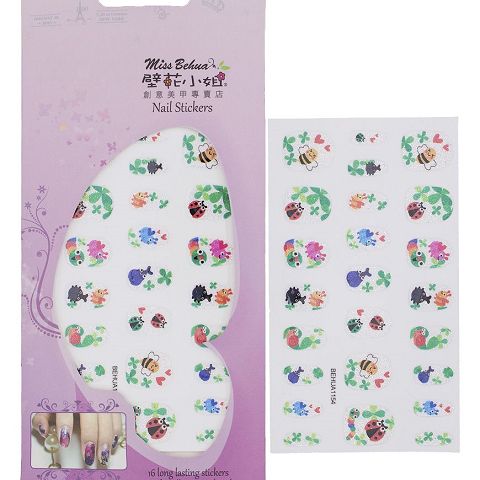 Miss Behua
壁花小姐
創意美甲專賣店
Nail Stickers
BEHUA1154
16 long lasting stickers
BEHUA1154